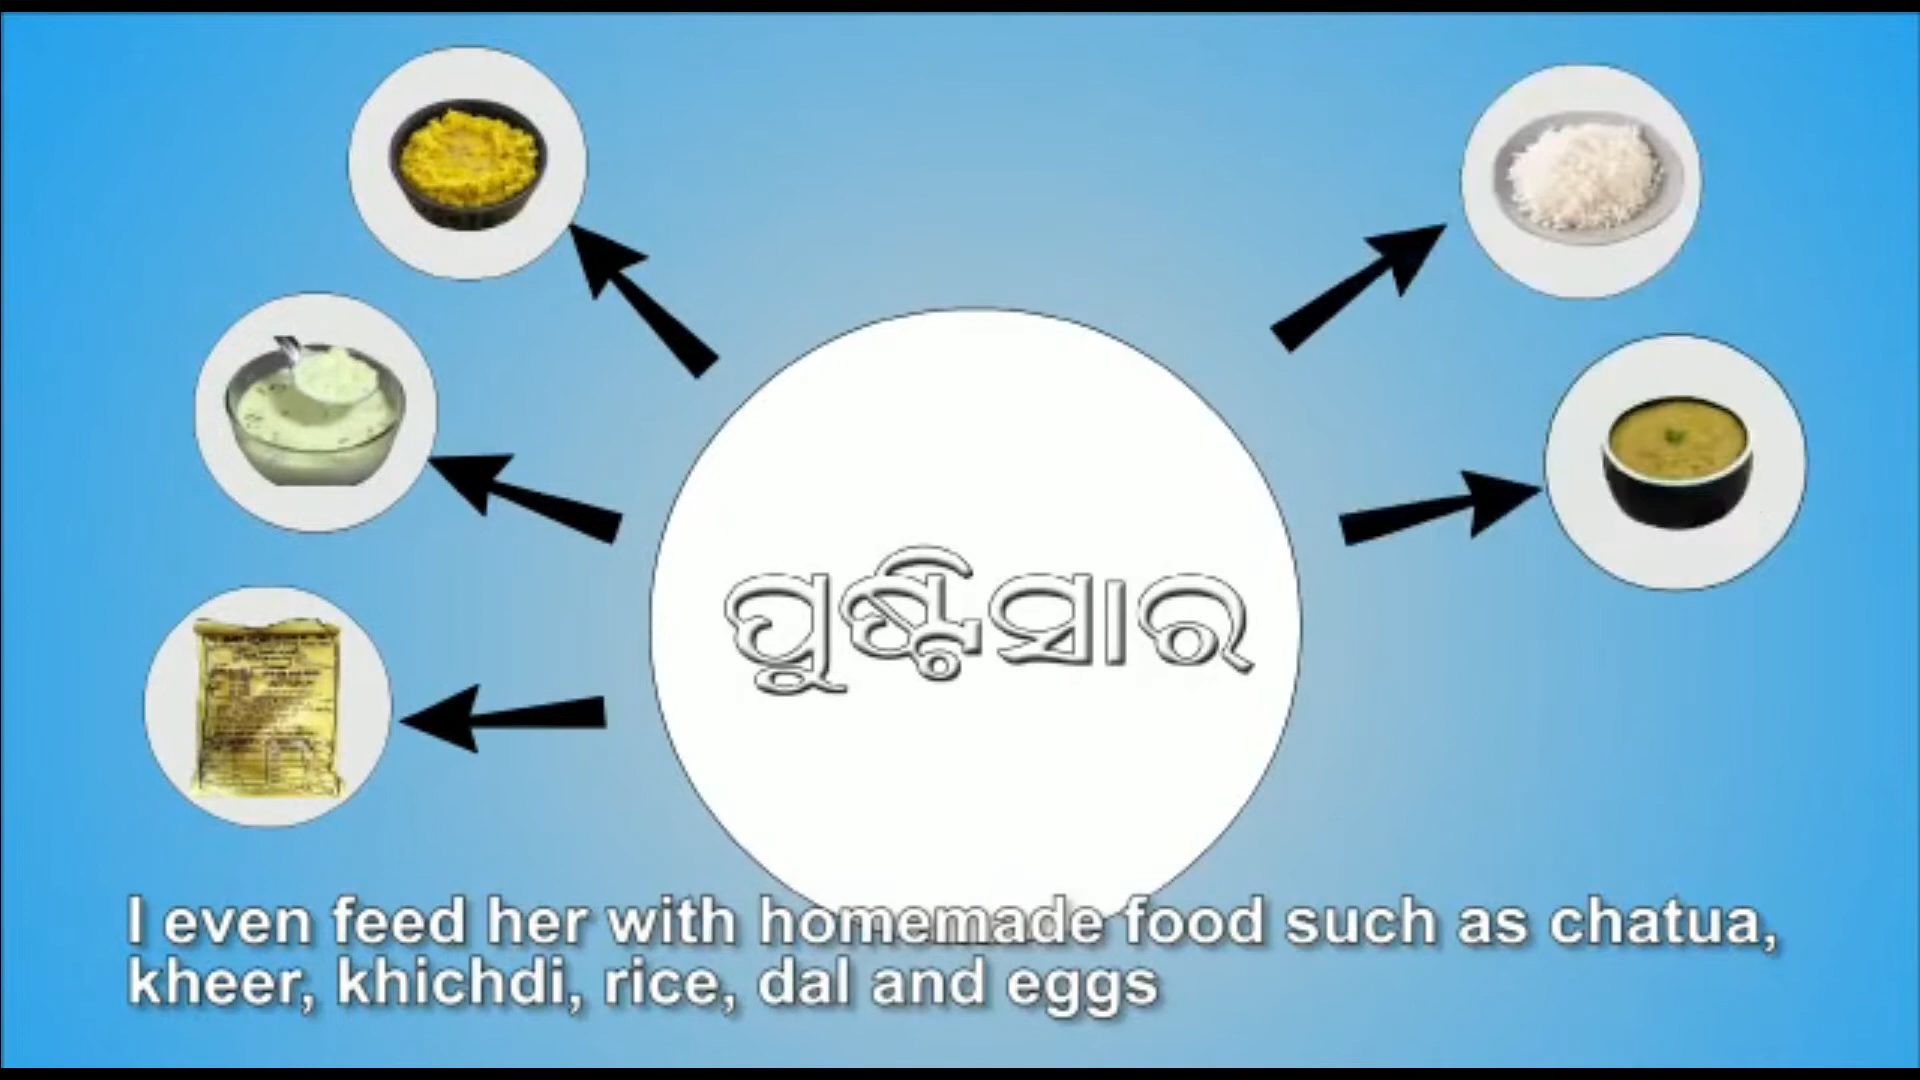 ପୁଷ୍ଟିସାର
I even feed her with homemade food such as chatua,
kheer, khichdi, rice, dal and eggs